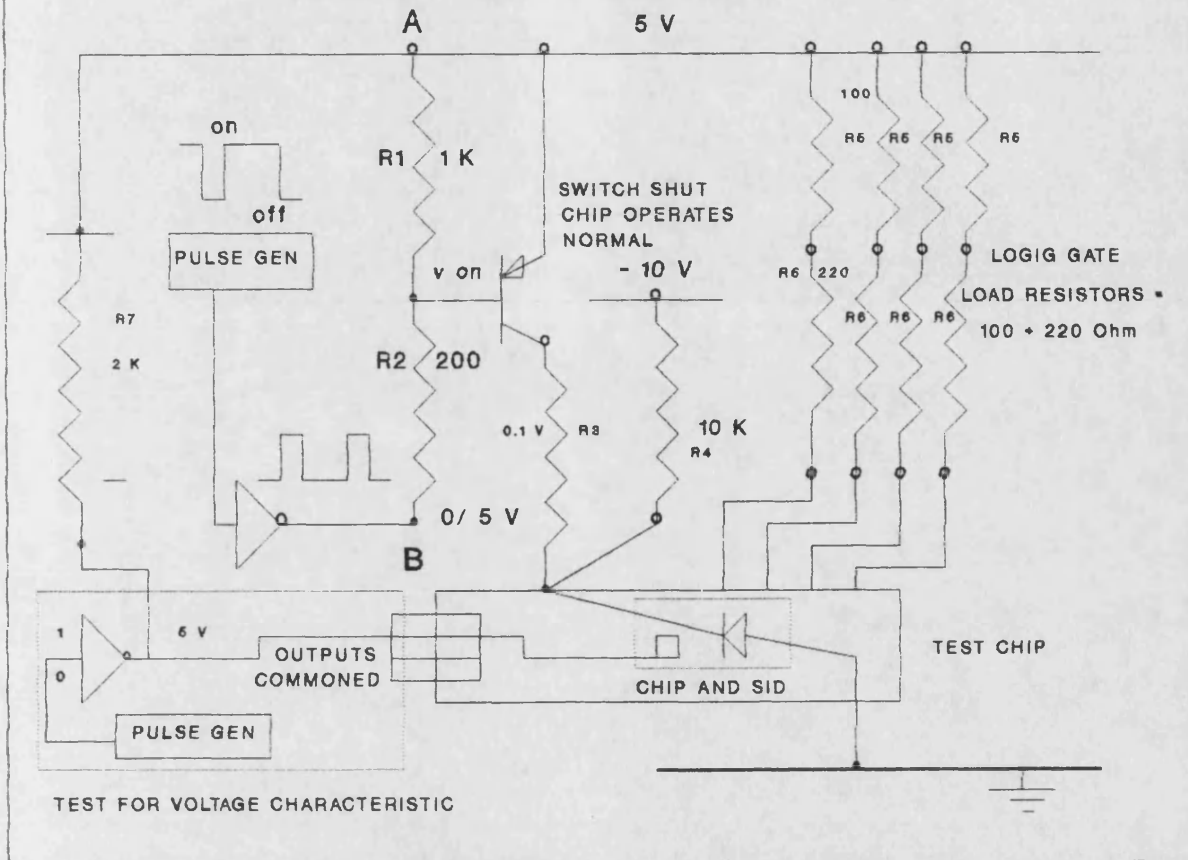 A
5 V
on
off
PULSE GEN
R1 1 K
SWITCH SHUT
CHIP OPERATES
NORMAL
v on
- 10 V
100
R5
R5
R5
R5
R6 220
R6
R6
R6
LOGIG GATE
LOAD RESISTORS =
100 + 220 Ohm
R7
2 K
R2 200
0.1 V
R3
10 K
R4
0/ 5 V
B
1
0
5 V
OUTPUTS
COMMONED
PULSE GEN
CHIP AND SID
TEST CHIP
TEST FOR VOLTAGE CHARACTERISTIC